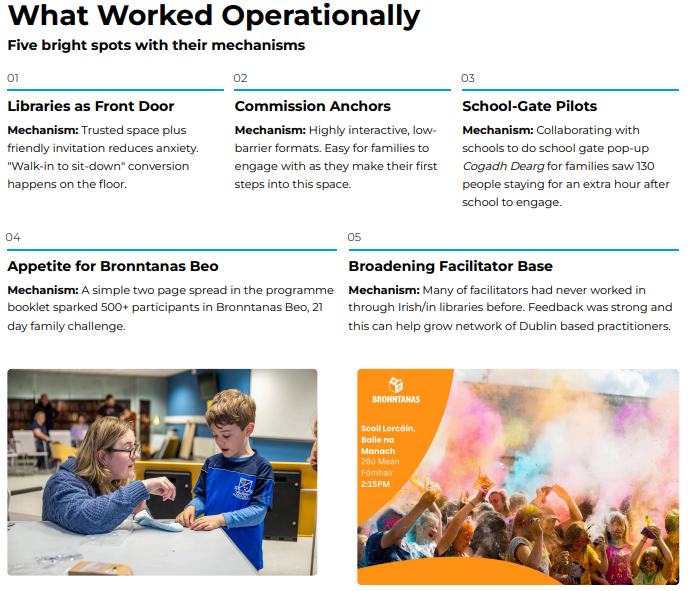 What Worked Operationally
Five bright spots with their mechanisms
01
Libraries as Front Door
Mechanism: Trusted space plus
friendly invitation reduces anxiety.
"Walk-in to sit-down" conversion
happens on the floor.
02
Commission Anchors
Mechanism: Highly interactive, low-
barrier formats. Easy for families to
engage with as they make their first
steps into this space.
03
School-Gate Pilots
Mechanism: Collaborating with
schools to do school gate pop-up
Cogadh Dearg for families saw 130
people staying for an extra hour after
school to engage.
04
Appetite for Bronntanas Beo
Mechanism: A simple two page spread in the programme
booklet sparked 500+ participants in Bronntanas Beo, 21
day family challenge.
05
Broadening Facilitator Base
Mechanism: Many of facilitators had never worked in
through Irish/in libraries before. Feedback was strong and
this can help grow network of Dublin based practitioners.
BRONNTANAS
Scoil Lorcáin,
Baile na
Manach
26ú Meán
Fómhair
2:15PM